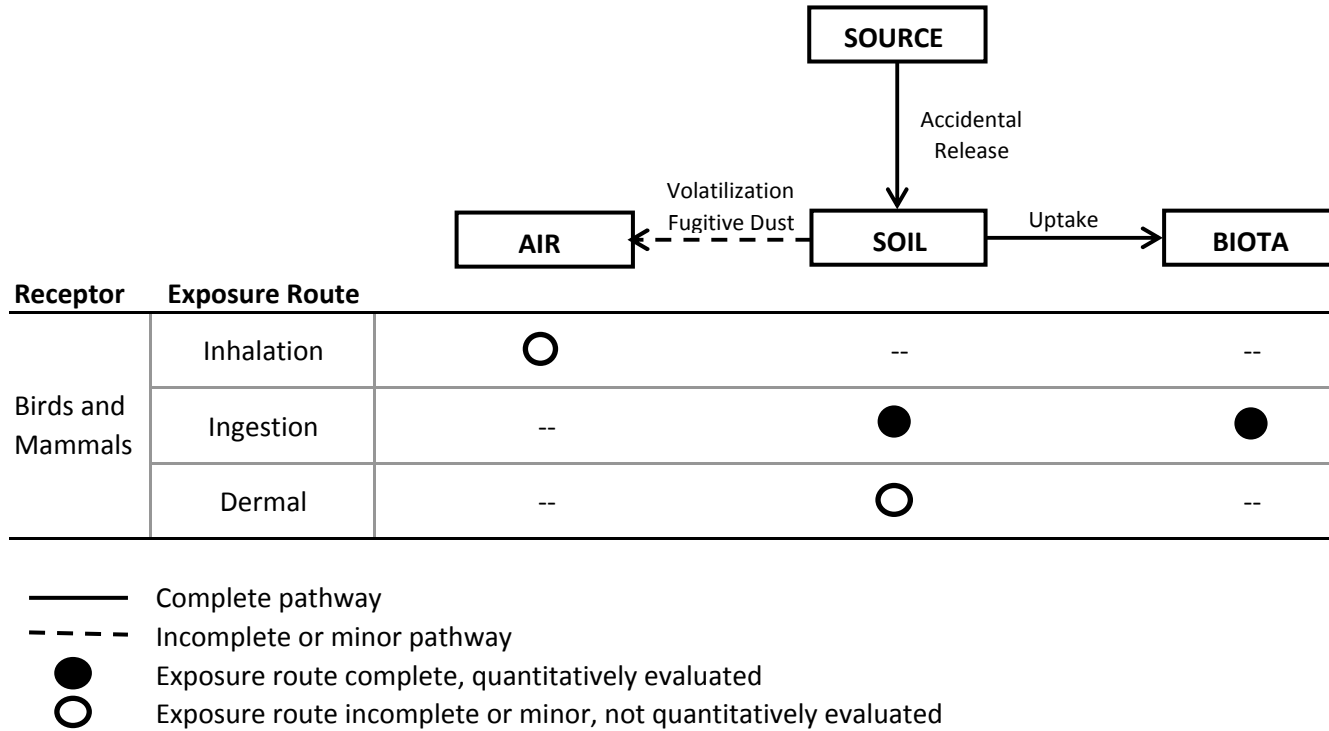 SOURCE
Accidental
Release
Volatilization
Fugitive Dust
Uptake
AIR
SOIL
BIOTA
Receptor Exposure Route
Inhalation -- --
Birds and
Mammals
Ingestion --
Dermal -- --
Complete pathway
Incomplete or minor pathway
Exposure route complete, quantitatively evaluated
Exposure route incomplete or minor, not quantitatively evaluated